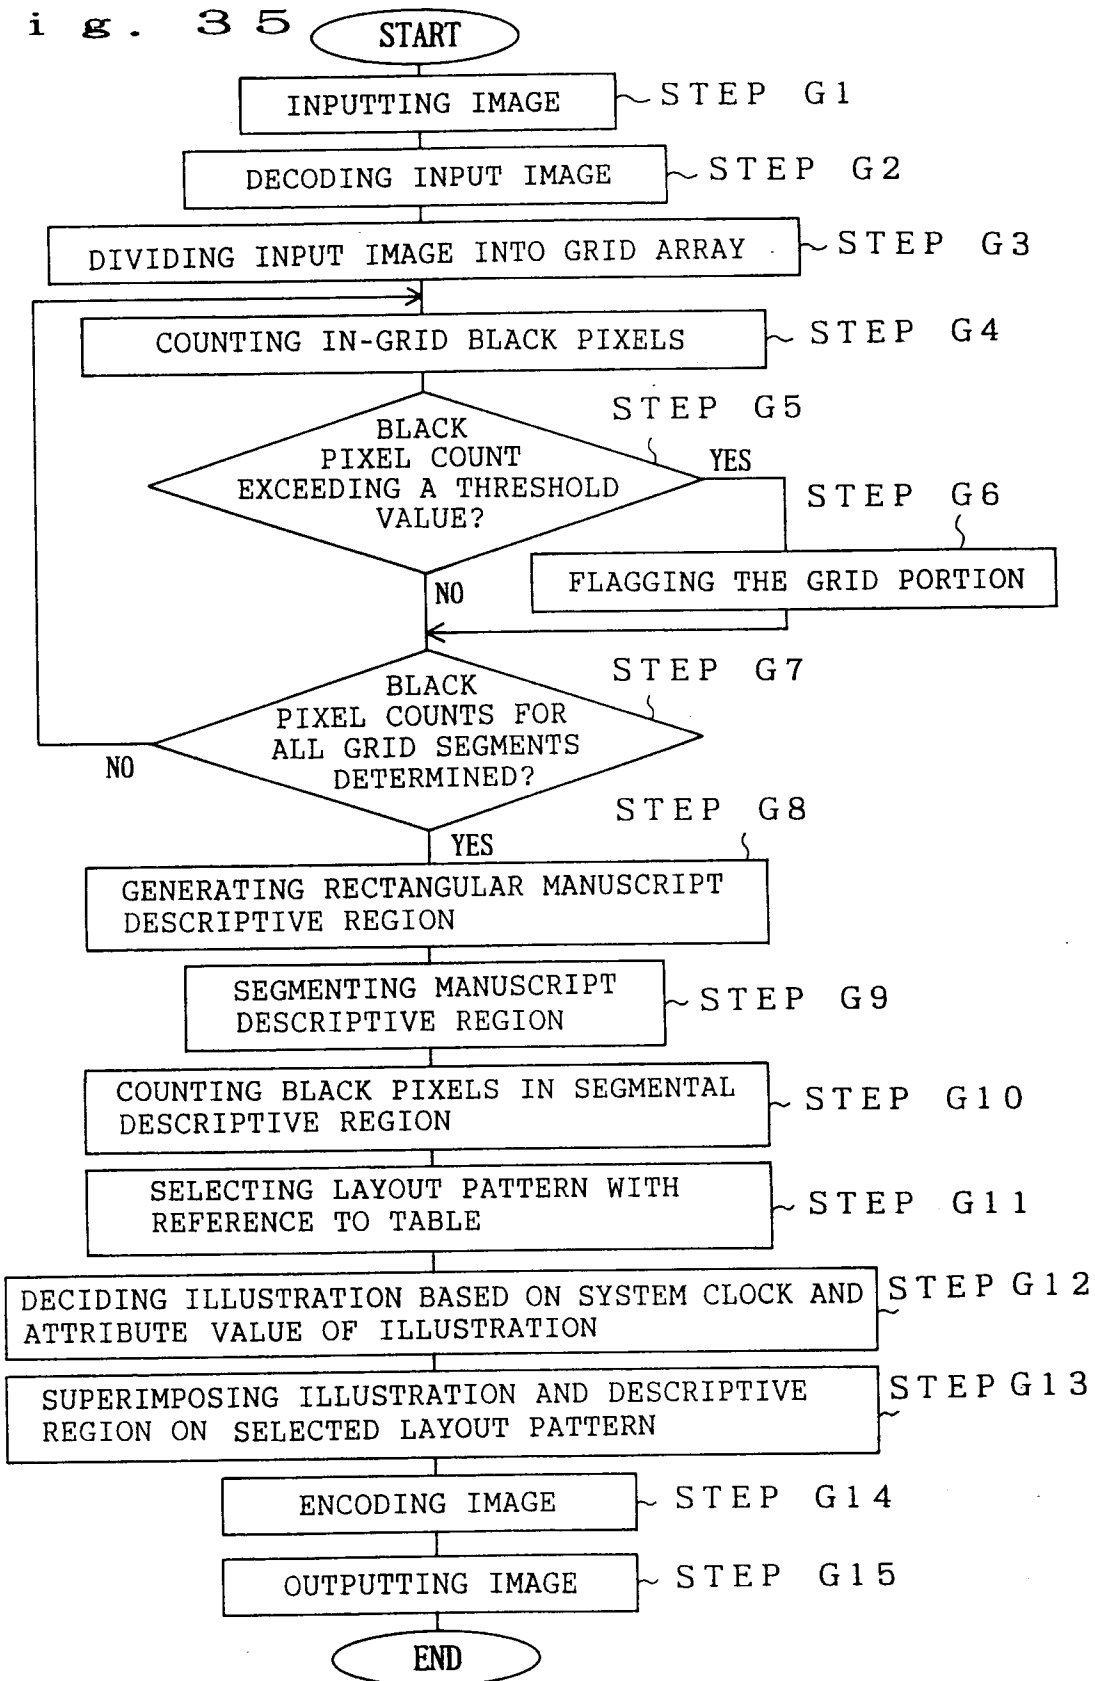 i g. 35
START
INPUTTING IMAGE
STEP G1
DECODING INPUT IMAGE
STEP G2
DIVIDING INPUT IMAGE INTO GRID ARRAY
STEP G3
COUNTING IN-GRID BLACK PIXELS
STEP G4
STEP G5
BLACK
PIXEL COUNT
EXCEEDING A THRESHOLD
VALUE?
YES
STEP G6
FLAGGING THE GRID PORTION
NO
STEP G7
BLACK
PIXEL COUNTS FOR
ALL GRID SEGMENTS
DETERMINED?
NO
YES
STEP G8
GENERATING RECTANGULAR MANUSCRIPT
DESCRIPTIVE REGION
SEGMENTING MANUSCRIPT
DESCRIPTIVE REGION
STEP G9
COUNTING BLACK PIXELS IN SEGMENTAL
DESCRIPTIVE REGION
STEP G10
SELECTING LAYOUT PATTERN WITH
REFERENCE TO TABLE
STEP G11
DECIDING ILLUSTRATION BASED ON SYSTEM CLOCK AND
ATTRIBUTE VALUE OF ILLUSTRATION
STEP G12
SUPERIMPOSING ILLUSTRATION AND DESCRIPTIVE
REGION ON SELECTED LAYOUT PATTERN
STEP G13
ENCODING IMAGE
STEP G14
OUTPUTTING IMAGE
STEP G15
END